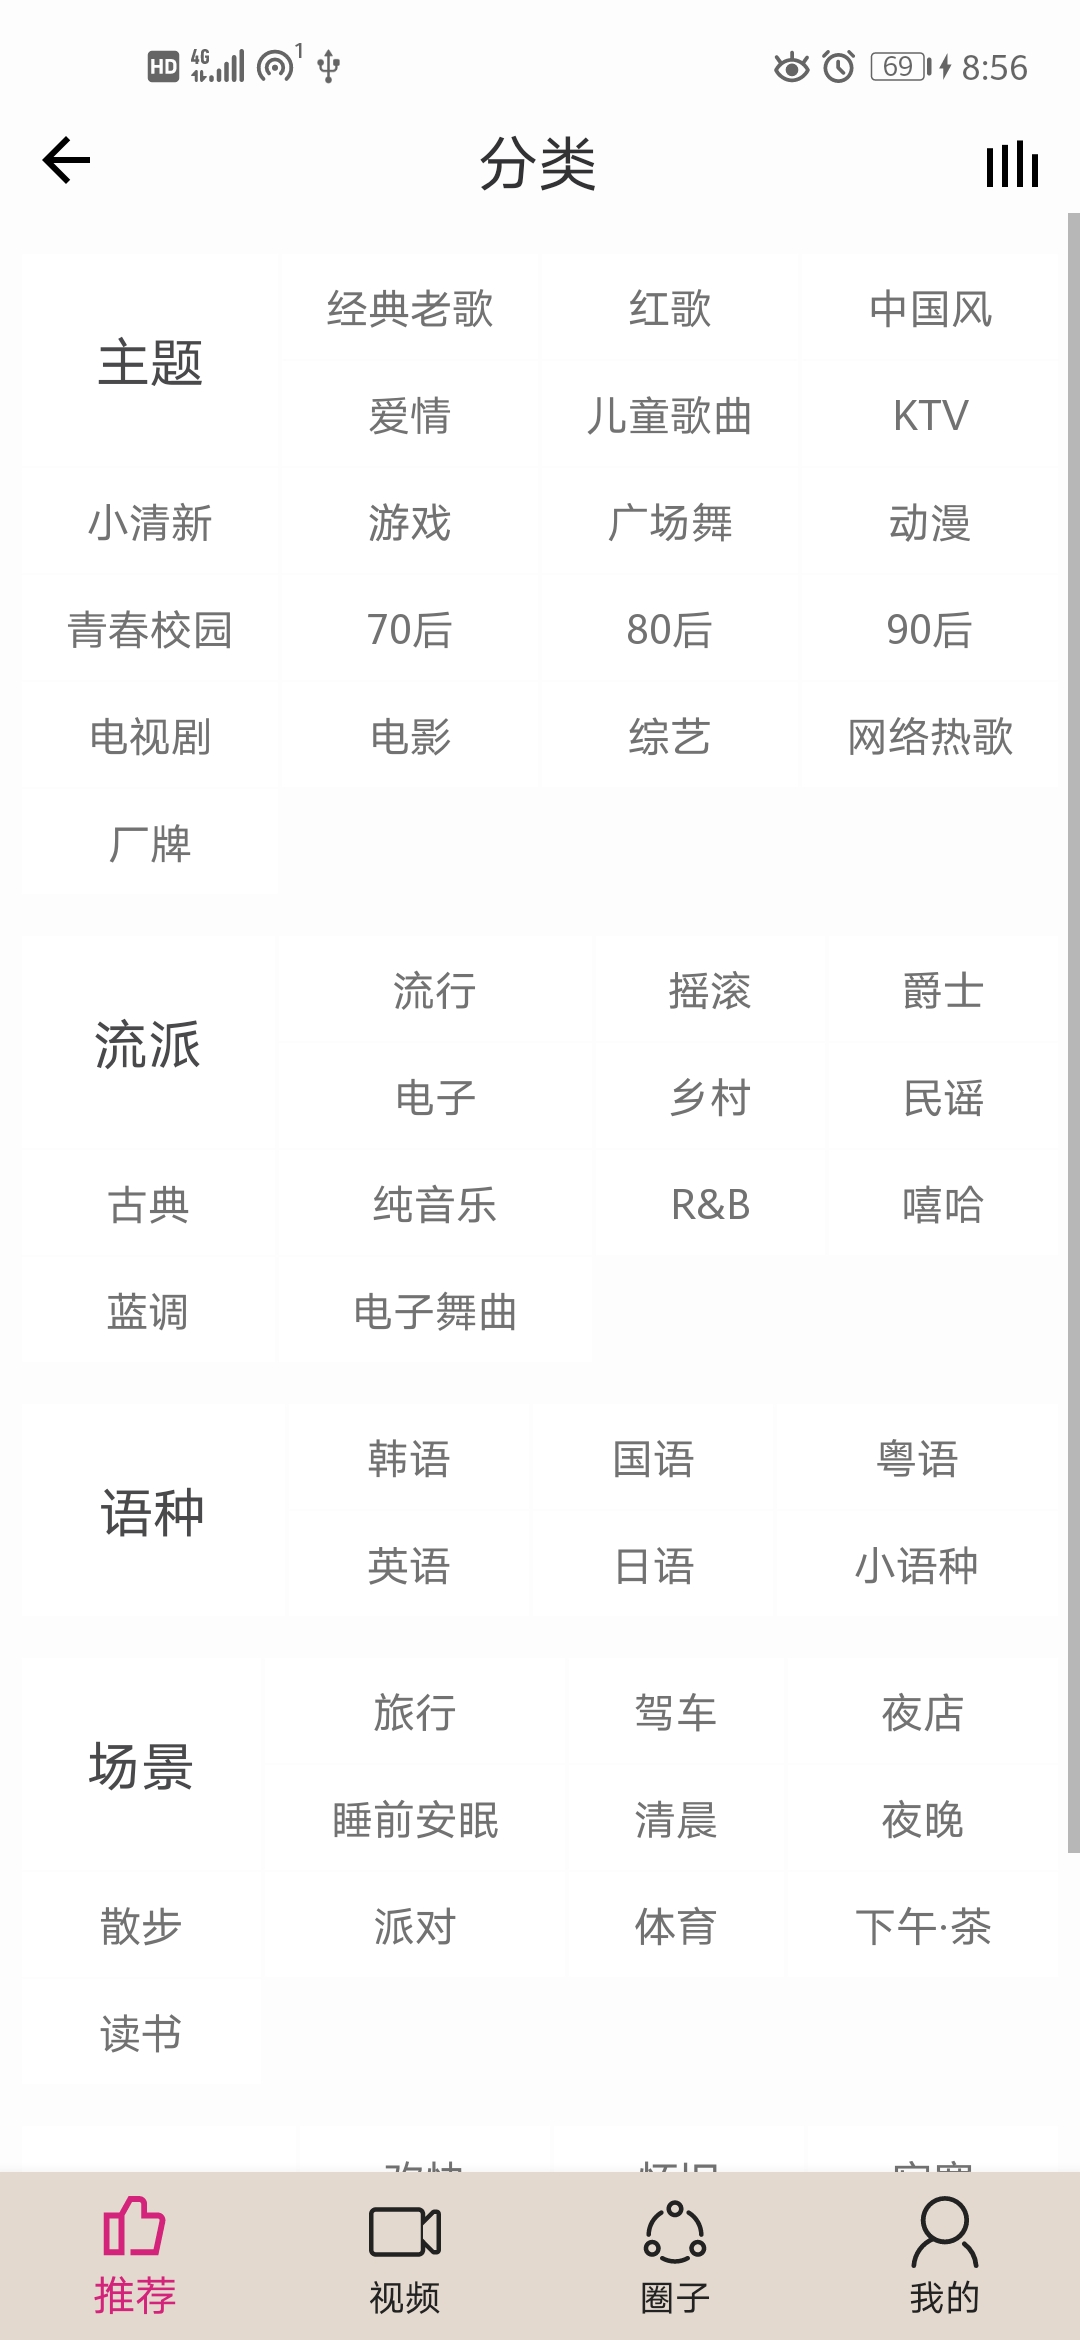 HD 4G 1 69 8:56
分类
主题 经典老歌 红歌 中国风
爱情 儿童歌曲 KTV
小清新 游戏 广场舞 动漫
青春校园 70后 80后 90后
电视剧 电影 综艺 网络热歌
厂牌
流派 流行 摇滚 爵士
电子 乡村 民谣
古典 纯音乐 R&B 嘻哈
蓝调 电子舞曲
语种 韩语 国语 粤语
英语 日语 小语种
场景 旅行 驾车 夜店
睡前安眠 清晨 夜晚
散步 派对 体育 下午·茶
读书
推荐 视频 圈子 我的